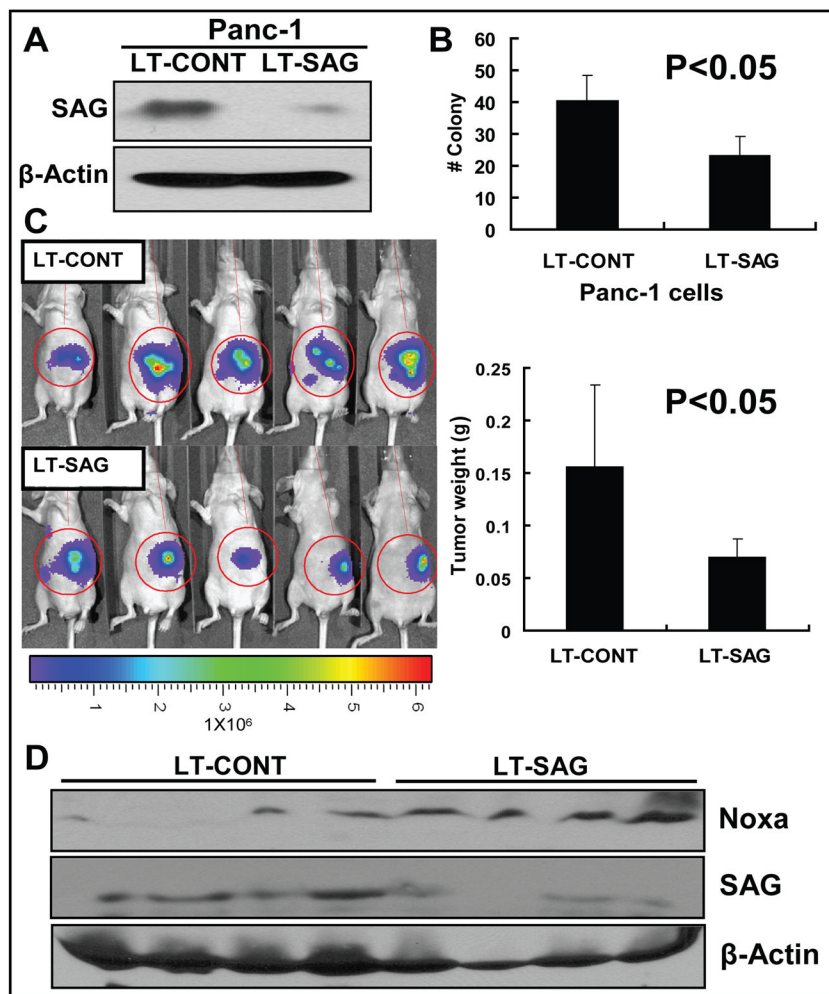 A
Panc-1
LT-CONT LT-SAG
SAG
β-Actin
B
60
50
40
30
20
10
0
# Colony
P<0.05
LT-CONT LT-SAG
Panc-1 cells
C
LT-CONT
LT-SAG
1 2 3 4 5 6
1X10⁶
0.25
0.2
0.15
0.1
0.05
0
Tumor weight (g)
P<0.05
LT-CONT LT-SAG
D
LT-CONT LT-SAG
Noxa
SAG
β-Actin